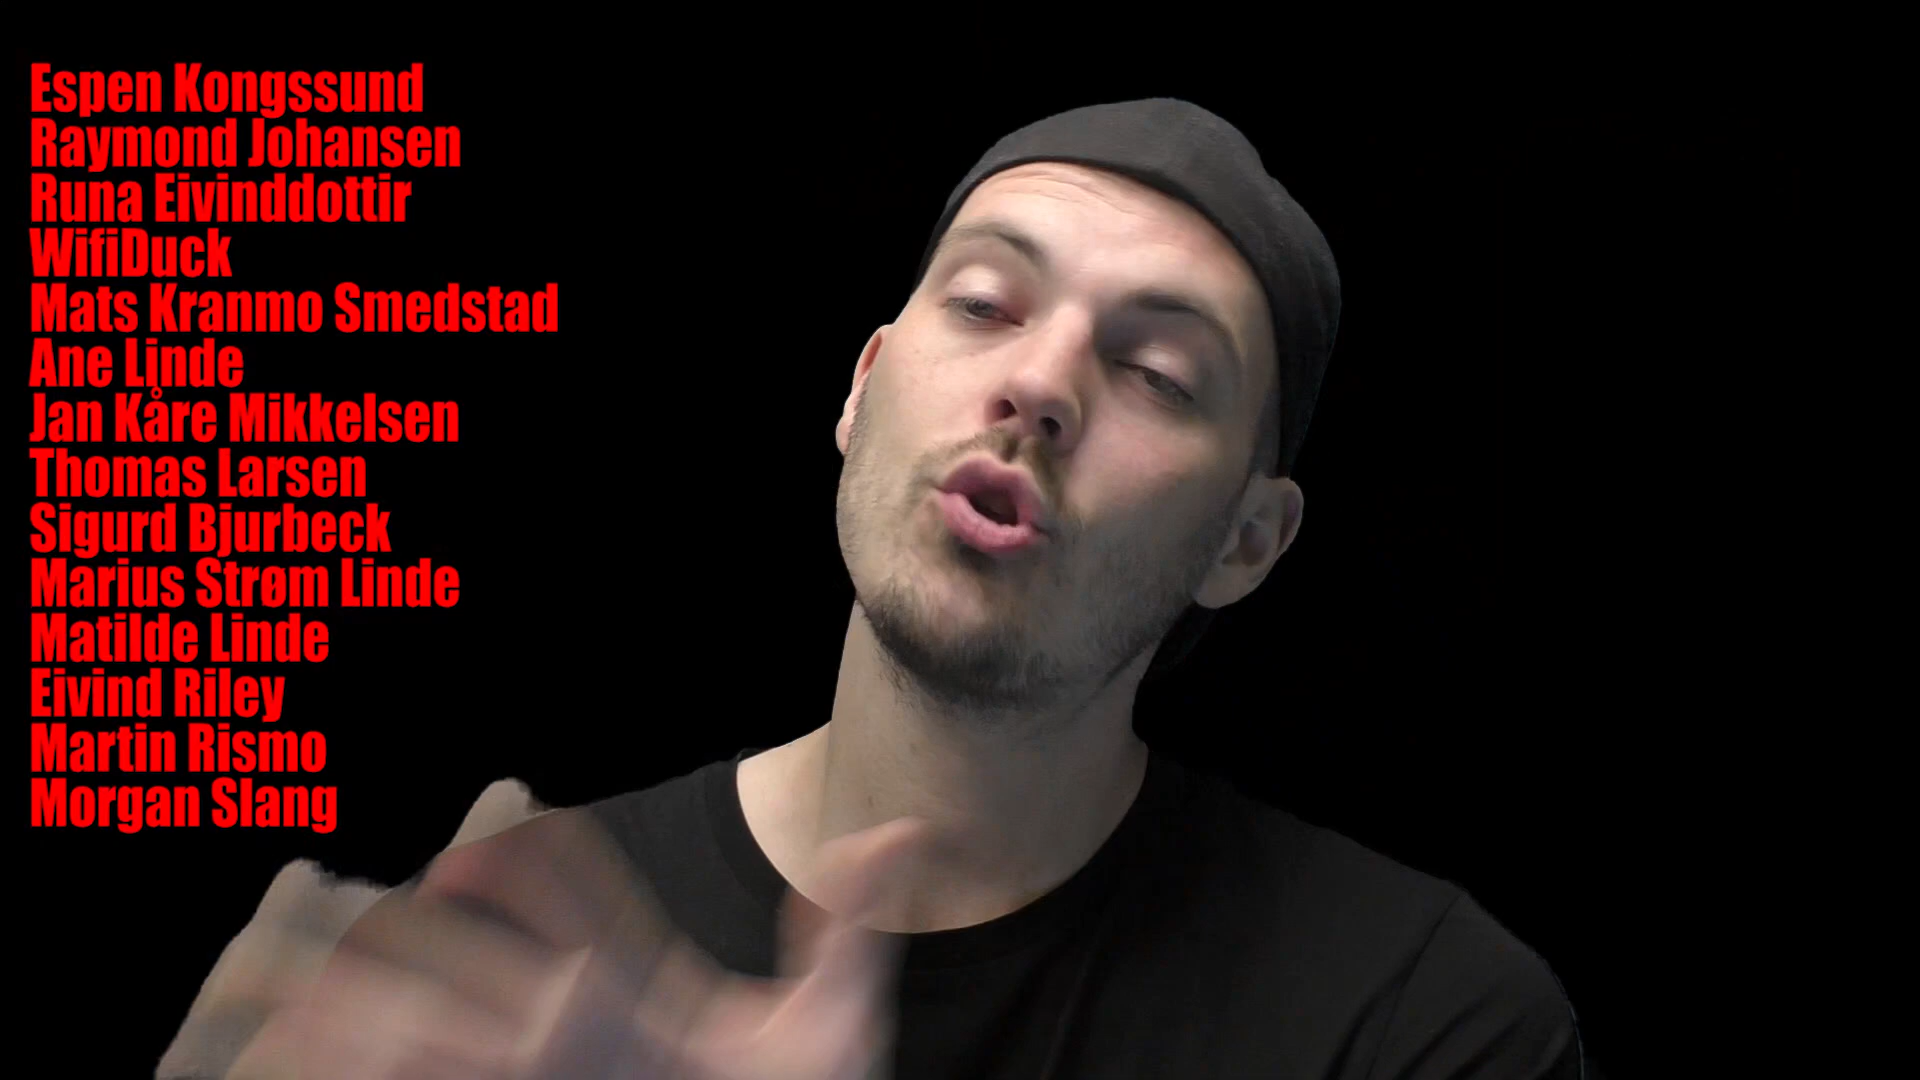 Espen Kongssund
Raymond Johansen
Runa Eivinddottir
WifiDuck
Mats Kranmo Smedstad
Ane Linde
Jan Kåre Mikkelsen
Thomas Larsen
Sigurd Bjurbeck
Marius Strøm Linde
Matilde Linde
Eivind Riley
Martin Rismo
Morgan Slang